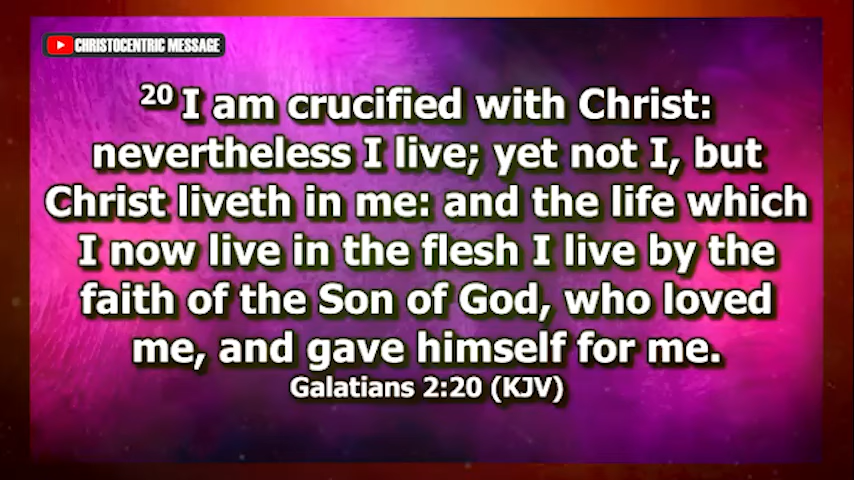 CHRISTOCENTRIC MESSAGE
20 I am crucified with Christ:
nevertheless I live; yet not I, but
Christ liveth in me: and the life which
I now live in the flesh I live by the
faith of the Son of God, who loved
me, and gave himself for me.
Galatians 2:20 (KJV)